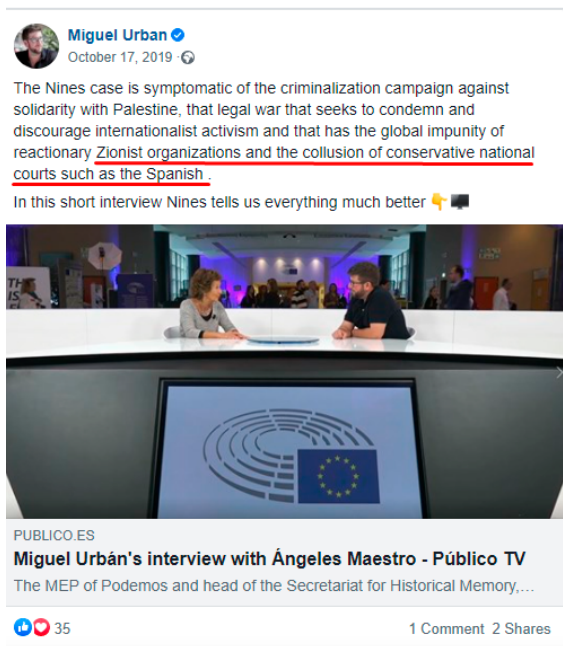 Miguel Urban
October 17, 2019 ·
The Nines case is symptomatic of the criminalization campaign against
solidarity with Palestine, that legal war that seeks to condemn and
discourage internationalist activism and that has the global impunity of
reactionary Zionist organizations and the collusion of conservative national
courts such as the Spanish .
In this short interview Nines tells us everything much better 👇🖥️
TH
IS
PUBLICO.ES
Miguel Urbán's interview with Ángeles Maestro - Público TV
The MEP of Podemos and head of the Secretariat for Historical Memory,...
35
1 Comment 2 Shares